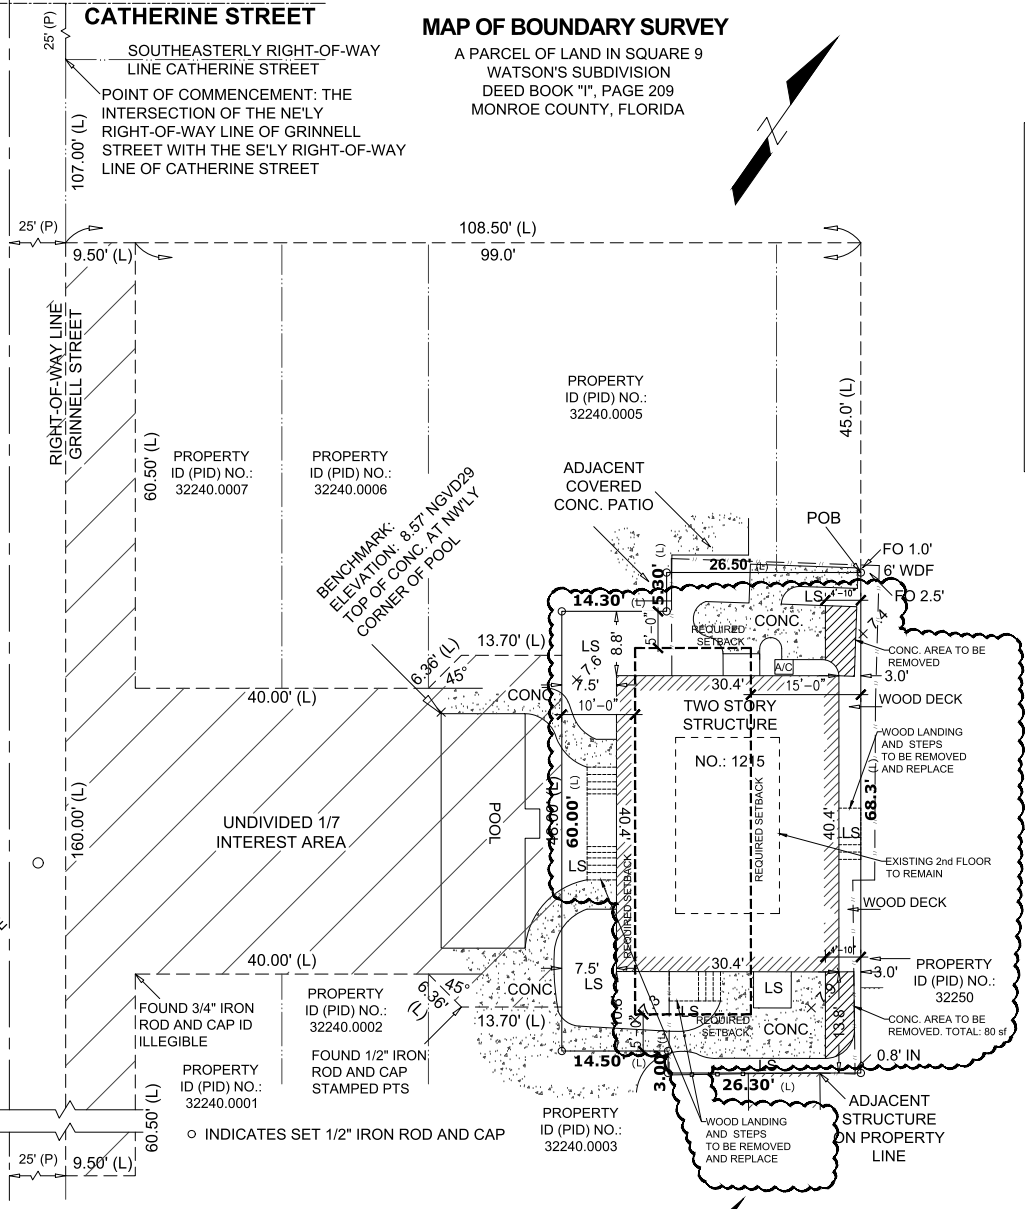 CATHERINE STREET
MAP OF BOUNDARY SURVEY
A PARCEL OF LAND IN SQUARE 9
WATSON'S SUBDIVISION
DEED BOOK "I", PAGE 209
MONROE COUNTY, FLORIDA
25' (P)
SOUTHEASTERLY RIGHT-OF-WAY
LINE CATHERINE STREET
POINT OF COMMENCEMENT: THE
INTERSECTION OF THE NE'LY
RIGHT-OF-WAY LINE OF GRINNELL
STREET WITH THE SE'LY RIGHT-OF-WAY
LINE OF CATHERINE STREET
107.00' (L)
25' (P)
9.50' (L)
108.50' (L)
99.0'
RIGHT-OF-WAY LINE
GRINNELL STREET
60.50' (L)
45.0' (L)
PROPERTY
ID (PID) NO.:
32240.0005
PROPERTY
ID (PID) NO.:
32240.0007
PROPERTY
ID (PID) NO.:
32240.0006
ADJACENT
COVERED
CONC. PATIO
BENCHMARK:
ELEVATION: 8.57' NGVD29
TOP OF CONC. AT NW'LY
CORNER OF POOL
POB
FO 1.0'
6' WDF
FO 2.5'
26.50' (L)
5.30' (L)
14.30' (L)
LS
4'-10"
CONC.
7.4
REQUIRED
SETBACK
5'-0"
8.8'
LS
7.6
CONC. AREA TO BE
REMOVED
3.0'
A/C
13.70' (L)
6.36' (L)
45°
40.00' (L)
CONC
7.5'
10'-0"
30.4'
15'-0"
TWO STORY
STRUCTURE
NO.: 1215
WOOD DECK
WOOD LANDING
AND STEPS
TO BE REMOVED
AND REPLACE
68.3' (L)
160.00' (L)
UNDIVIDED 1/7
INTEREST AREA
POOL
46.00' (L)
60.00' (L)
40.4'
REQUIRED SETBACK
REQUIRED SETBACK
40.4'
LS
LS
EXISTING 2nd FLOOR
TO REMAIN
WOOD DECK
4'-10"
40.00' (L)
30.4'
3.0'
PROPERTY
ID (PID) NO.:
32250
7.5'
LS
CONC
45°
6.36'
(L)
13.70' (L)
LS
LS
REQUIRED
SETBACK
CONC.
7.3
5'-0"
13.8'
CONC. AREA TO BE
REMOVED. TOTAL: 80 sf
FOUND 3/4" IRON
ROD AND CAP ID
ILLEGIBLE
PROPERTY
ID (PID) NO.:
32240.0002
FOUND 1/2" IRON
ROD AND CAP
STAMPED PTS
PROPERTY
ID (PID) NO.:
32240.0001
14.50' (L)
3.00' (L)
LS
26.30' (L)
0.8' IN
ADJACENT
STRUCTURE
ON PROPERTY
LINE
PROPERTY
ID (PID) NO.:
32240.0003
WOOD LANDING
AND STEPS
TO BE REMOVED
AND REPLACE
60.50' (L)
INDICATES SET 1/2" IRON ROD AND CAP
25' (P)
9.50' (L)